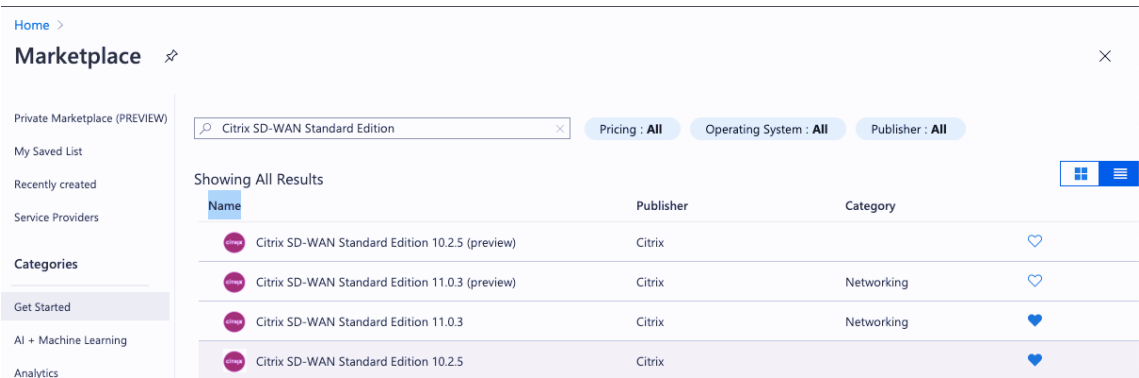 Home >
Marketplace
Private Marketplace (PREVIEW)
My Saved List
Recently created
Service Providers
Categories
Get Started
AI + Machine Learning
Analytics
Citrix SD-WAN Standard Edition
Pricing : All Operating System : All Publisher : All
Showing All Results
Name Publisher Category
citrix Citrix SD-WAN Standard Edition 10.2.5 (preview) Citrix
citrix Citrix SD-WAN Standard Edition 11.0.3 (preview) Citrix Networking
citrix Citrix SD-WAN Standard Edition 11.0.3 Citrix Networking
citrix Citrix SD-WAN Standard Edition 10.2.5 Citrix